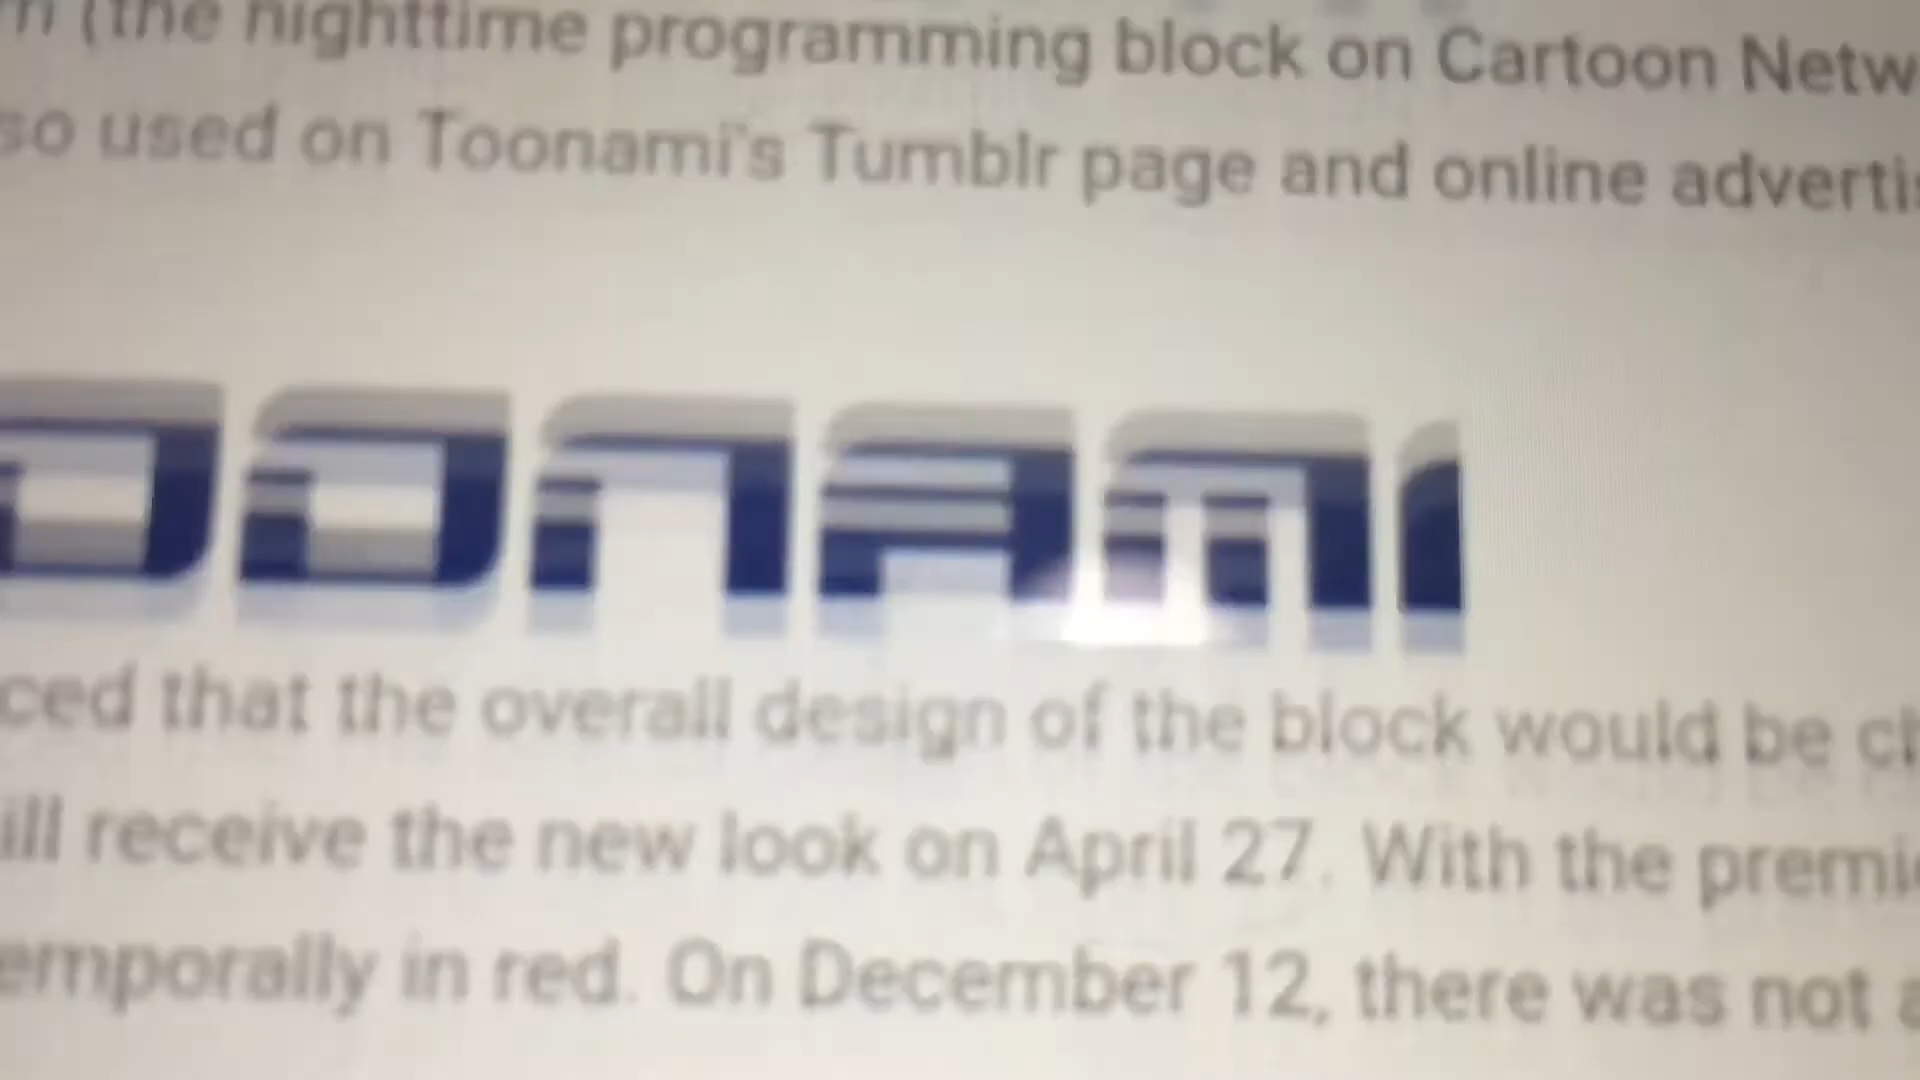 (the nighttime programming block on Cartoon Netw
so used on Toonami's Tumblr page and online adverti
OONAMI
ced that the overall design of the block would be ch
ill receive the new look on April 27. With the premi
emporally in red. On December 12, there was not a